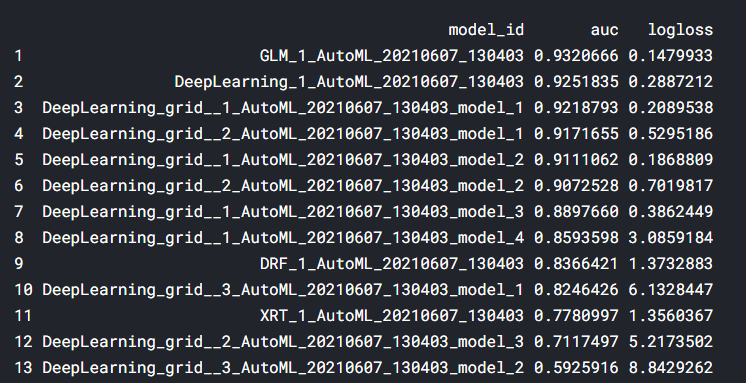 model_id auc logloss
1 GLM_1_AutoML_20210607_130403 0.9320666 0.1479933
2 DeepLearning_1_AutoML_20210607_130403 0.9251835 0.2887212
3 DeepLearning_grid__1_AutoML_20210607_130403_model_1 0.9218793 0.2089538
4 DeepLearning_grid__2_AutoML_20210607_130403_model_1 0.9171655 0.5295186
5 DeepLearning_grid__1_AutoML_20210607_130403_model_2 0.9111062 0.1868809
6 DeepLearning_grid__2_AutoML_20210607_130403_model_2 0.9072528 0.7019817
7 DeepLearning_grid__1_AutoML_20210607_130403_model_3 0.8897660 0.3862449
8 DeepLearning_grid__1_AutoML_20210607_130403_model_4 0.8593598 3.0859184
9 DRF_1_AutoML_20210607_130403 0.8366421 1.3732883
10 DeepLearning_grid__3_AutoML_20210607_130403_model_1 0.8246426 6.1328447
11 XRT_1_AutoML_20210607_130403 0.7780997 1.3560367
12 DeepLearning_grid__2_AutoML_20210607_130403_model_3 0.7117497 5.2173502
13 DeepLearning_grid__3_AutoML_20210607_130403_model_2 0.5925916 8.8429262